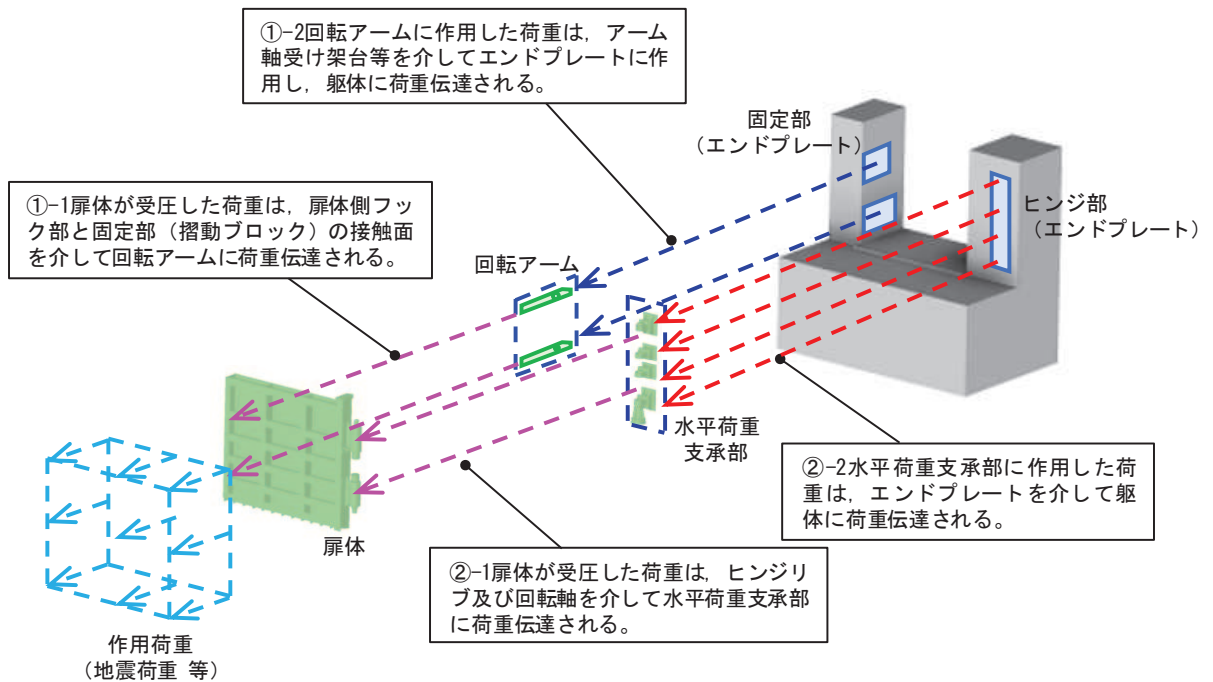 ①-2回転アームに作用した荷重は，アーム
軸受け架台等を介してエンドプレートに作
用し，躯体に荷重伝達される。
固定部
（エンドプレート）
①-1扉体が受圧した荷重は，扉体側フッ
ク部と固定部（摺動ブロック）の接触面
を介して回転アームに荷重伝達される。
ヒンジ部
（エンドプレート）
回転アーム
水平荷重
支承部
②-2水平荷重支承部に作用した荷
重は，エンドプレートを介して躯
体に荷重伝達される。
扉体
②-1扉体が受圧した荷重は，ヒンジリ
ブ及び回転軸を介して水平荷重支承部
に荷重伝達される。
作用荷重
（地震荷重 等）